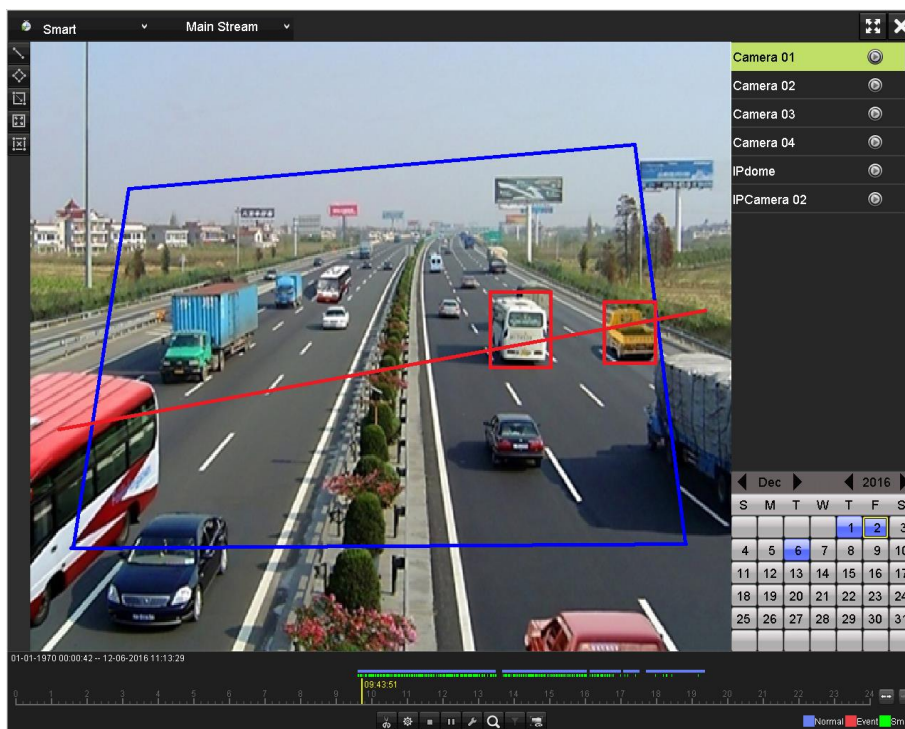 Smart Main Stream
Camera 01
Camera 02
Camera 03
Camera 04
IPdome
IPCamera 02
Dec 2016
S M T W T F S
1 2 3
4 5 6 7 8 9 10
11 12 13 14 15 16 17
18 19 20 21 22 23 24
25 26 27 28 29 30 31
01-01-1970 00:00:42 -- 12-06-2016 11:13:29
09:43:51
0 1 2 3 4 5 6 7 8 9 10 11 12 13 14 15 16 17 18 19 20 21 22 23 24
Normal Event Sm